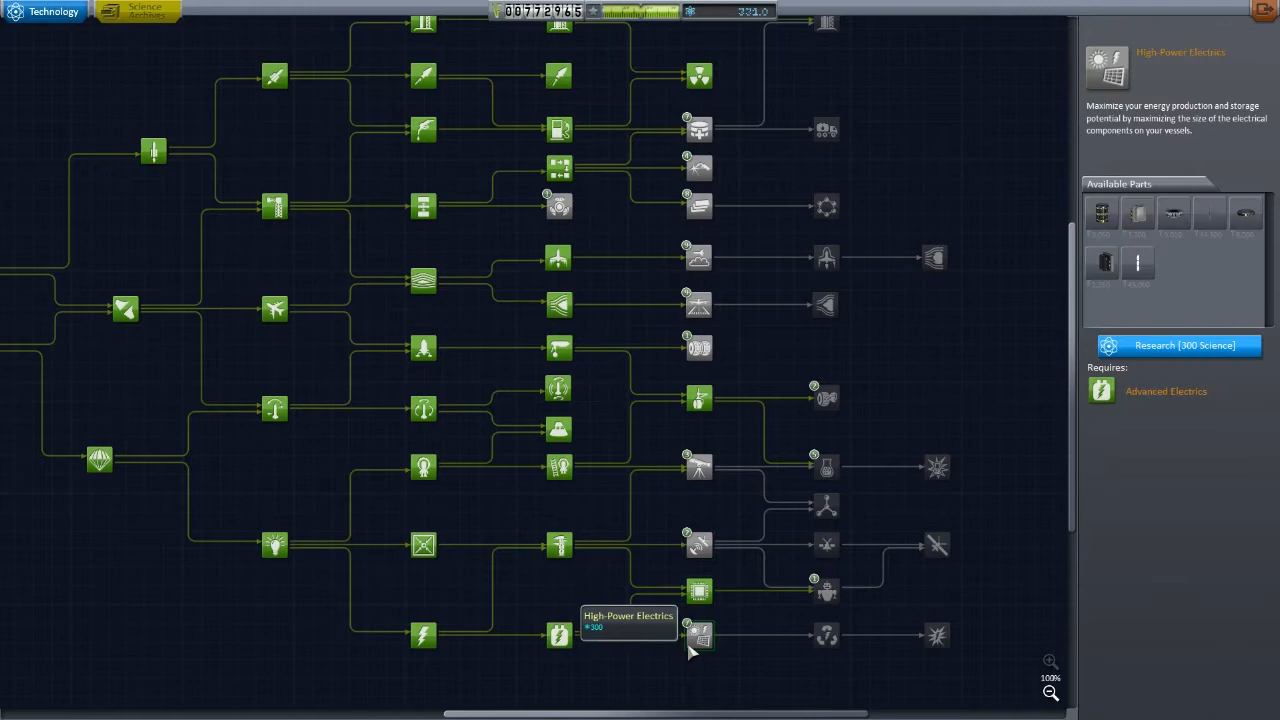 Technology
Science
Archives
00772965
331.0
High-Power Electrics
Maximize your energy production and storage
potential by maximizing the size of the electrical
components on your vessels.
Available Parts
Research [300 Science]
Requires:
Advanced Electrics
High-Power Electrics
300
100%